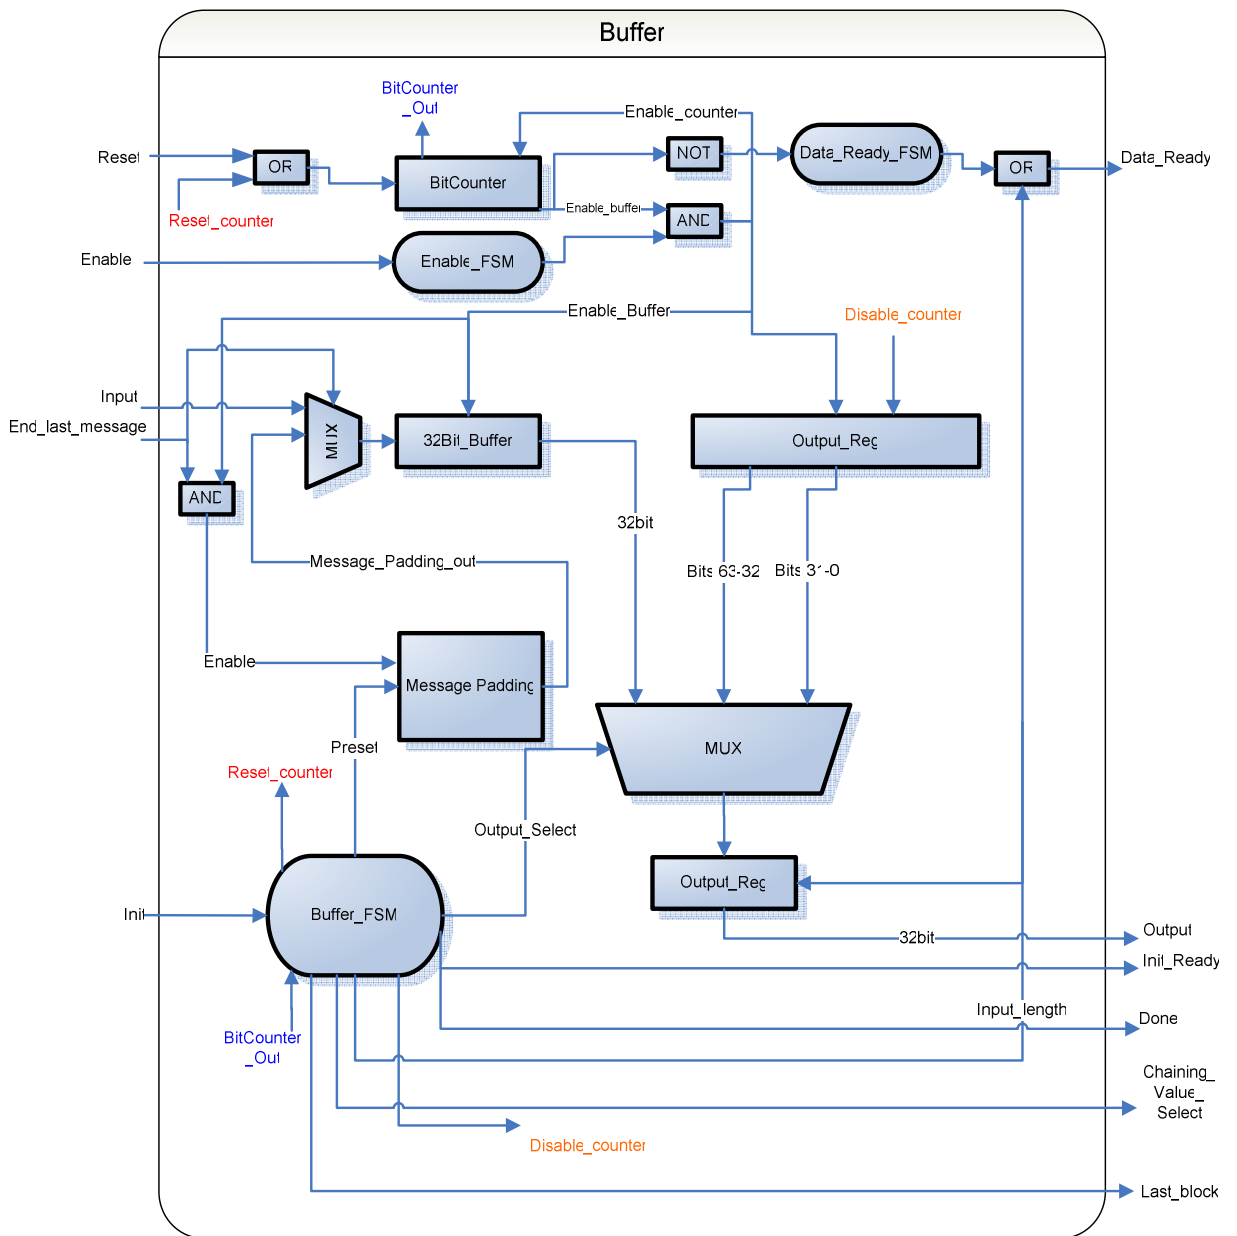 Buffer
BitCounter
_Out
Enable_counter
Reset
OR
BitCounter
NOT
Data_Ready_FSM
OR
Data_Ready
Reset_counter
Enable_buffer
AND
Enable
Enable_FSM
Enable_Buffer
Disable_counter
Input
End_last_message
MUX
32Bit_Buffer
Output_Reg
AND
32bit
Message_Padding_out
Bits 63-32
Bits 31-0
Enable
Message Padding
Preset
MUX
Reset_counter
Output_Select
Output_Reg
Init
Buffer_FSM
32bit
Output
Init_Ready
Input_length
Done
BitCounter
_Out
Chaining_
Value_
Select
Disable_counter
Last_block